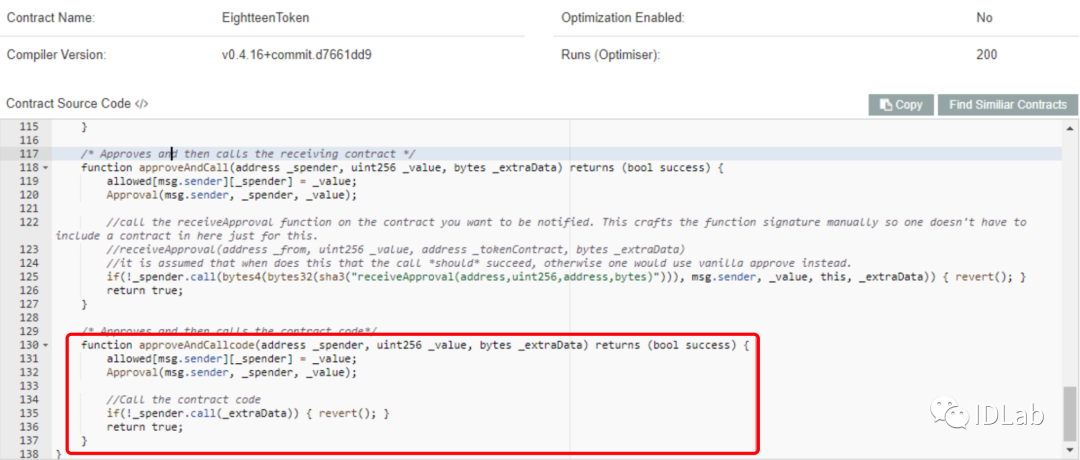 Contract Name: EightteenToken Optimization Enabled: No
Compiler Version: v0.4.16+commit.d7661dd9 Runs (Optimiser): 200
Contract Source Code </> Copy Find Similiar Contracts
115 }
116
117 /* Approves and then calls the receiving contract */
118 function approveAndCall(address _spender, uint256 _value, bytes _extraData) returns (bool success) {
119 allowed[msg.sender][_spender] = _value;
120 Approval(msg.sender, _spender, _value);
121
122 //call the receiveApproval function on the contract you want to be notified. This crafts the function signature manually so one doesn't have to
include a contract in here just for this.
123 //receiveApproval(address _from, uint256 _value, address _tokenContract, bytes _extraData)
124 //it is assumed that when does this that the call *should* succeed, otherwise one would use vanilla approve instead.
125 if(!_spender.call(bytes4(bytes32(sha3("receiveApproval(address,uint256,address,bytes)"))), msg.sender, _value, this, _extraData)) { revert(); }
126 return true;
127 }
128
129 /* Approves and then calls the contract code*/
130 function approveAndCallcode(address _spender, uint256 _value, bytes _extraData) returns (bool success) {
131 allowed[msg.sender][_spender] = _value;
132 Approval(msg.sender, _spender, _value);
133
134 //Call the contract code
135 if(!_spender.call(_extraData)) { revert(); }
136 return true;
137 }
138 }
IDLab